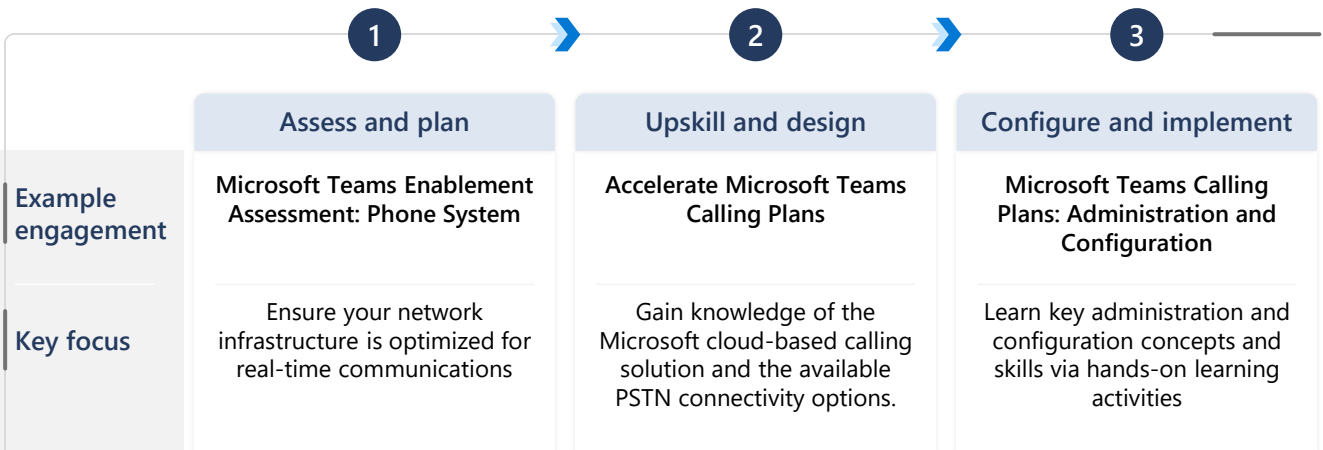 1
2
3
Assess and plan
Upskill and design
Configure and implement
Example
engagement
Microsoft Teams Enablement
Assessment: Phone System
Accelerate Microsoft Teams
Calling Plans
Microsoft Teams Calling
Plans: Administration and
Configuration
Key focus
Ensure your network
infrastructure is optimized for
real-time communications
Gain knowledge of the
Microsoft cloud-based calling
solution and the available
PSTN connectivity options.
Learn key administration and
configuration concepts and
skills via hands-on learning
activities